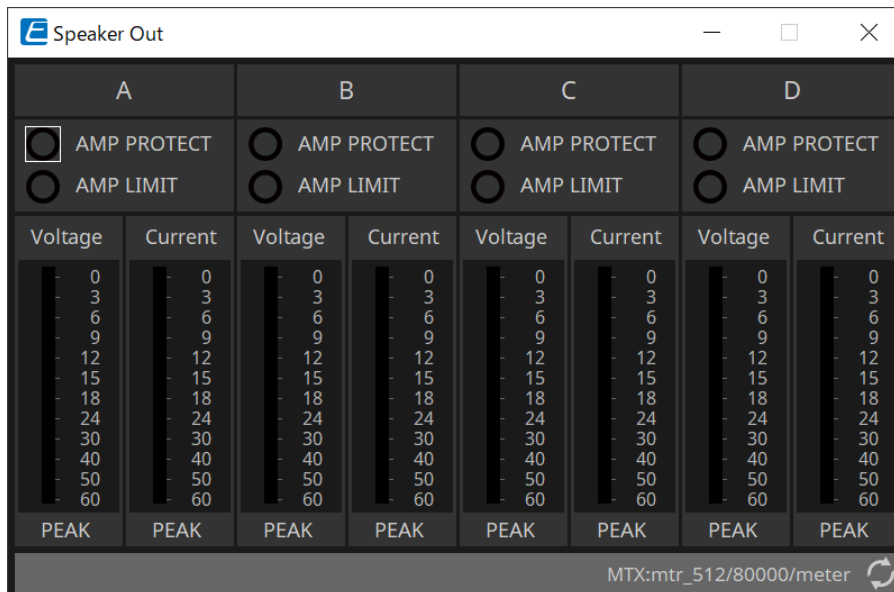 Speaker Out
A B C D
AMP PROTECT AMP PROTECT AMP PROTECT AMP PROTECT
AMP LIMIT AMP LIMIT AMP LIMIT AMP LIMIT
Voltage Current Voltage Current Voltage Current Voltage Current
0 0 0 0 0 0 0 0
3 3 3 3 3 3 3 3
6 6 6 6 6 6 6 6
9 9 9 9 9 9 9 9
12 12 12 12 12 12 12 12
15 15 15 15 15 15 15 15
18 18 18 18 18 18 18 18
24 24 24 24 24 24 24 24
30 30 30 30 30 30 30 30
40 40 40 40 40 40 40 40
50 50 50 50 50 50 50 50
60 60 60 60 60 60 60 60
PEAK PEAK PEAK PEAK PEAK PEAK PEAK PEAK
MTX:mtr_512/80000/meter